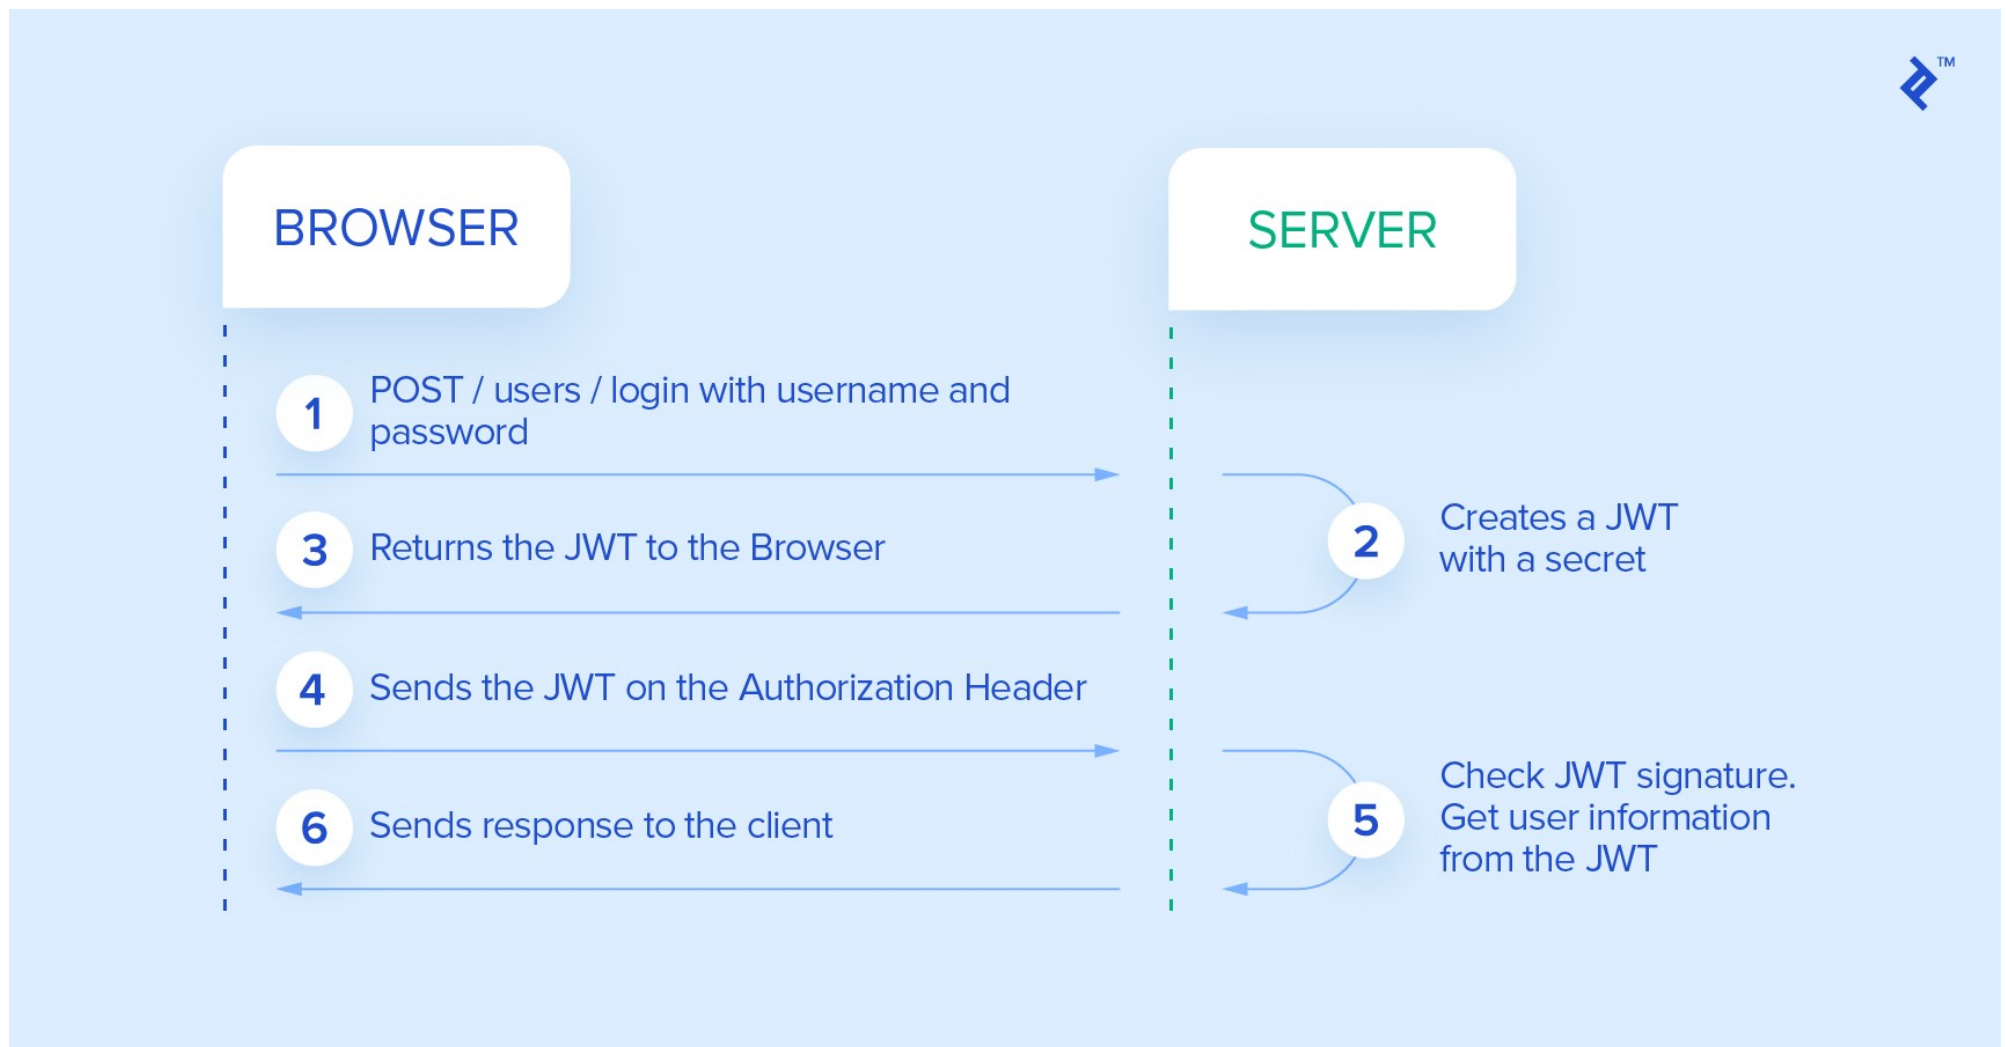 TM
BROWSER
SERVER
1
POST / users / login with username and
password
2
Creates a JWT
with a secret
3
Returns the JWT to the Browser
4
Sends the JWT on the Authorization Header
5
Check JWT signature.
Get user information
from the JWT
6
Sends response to the client